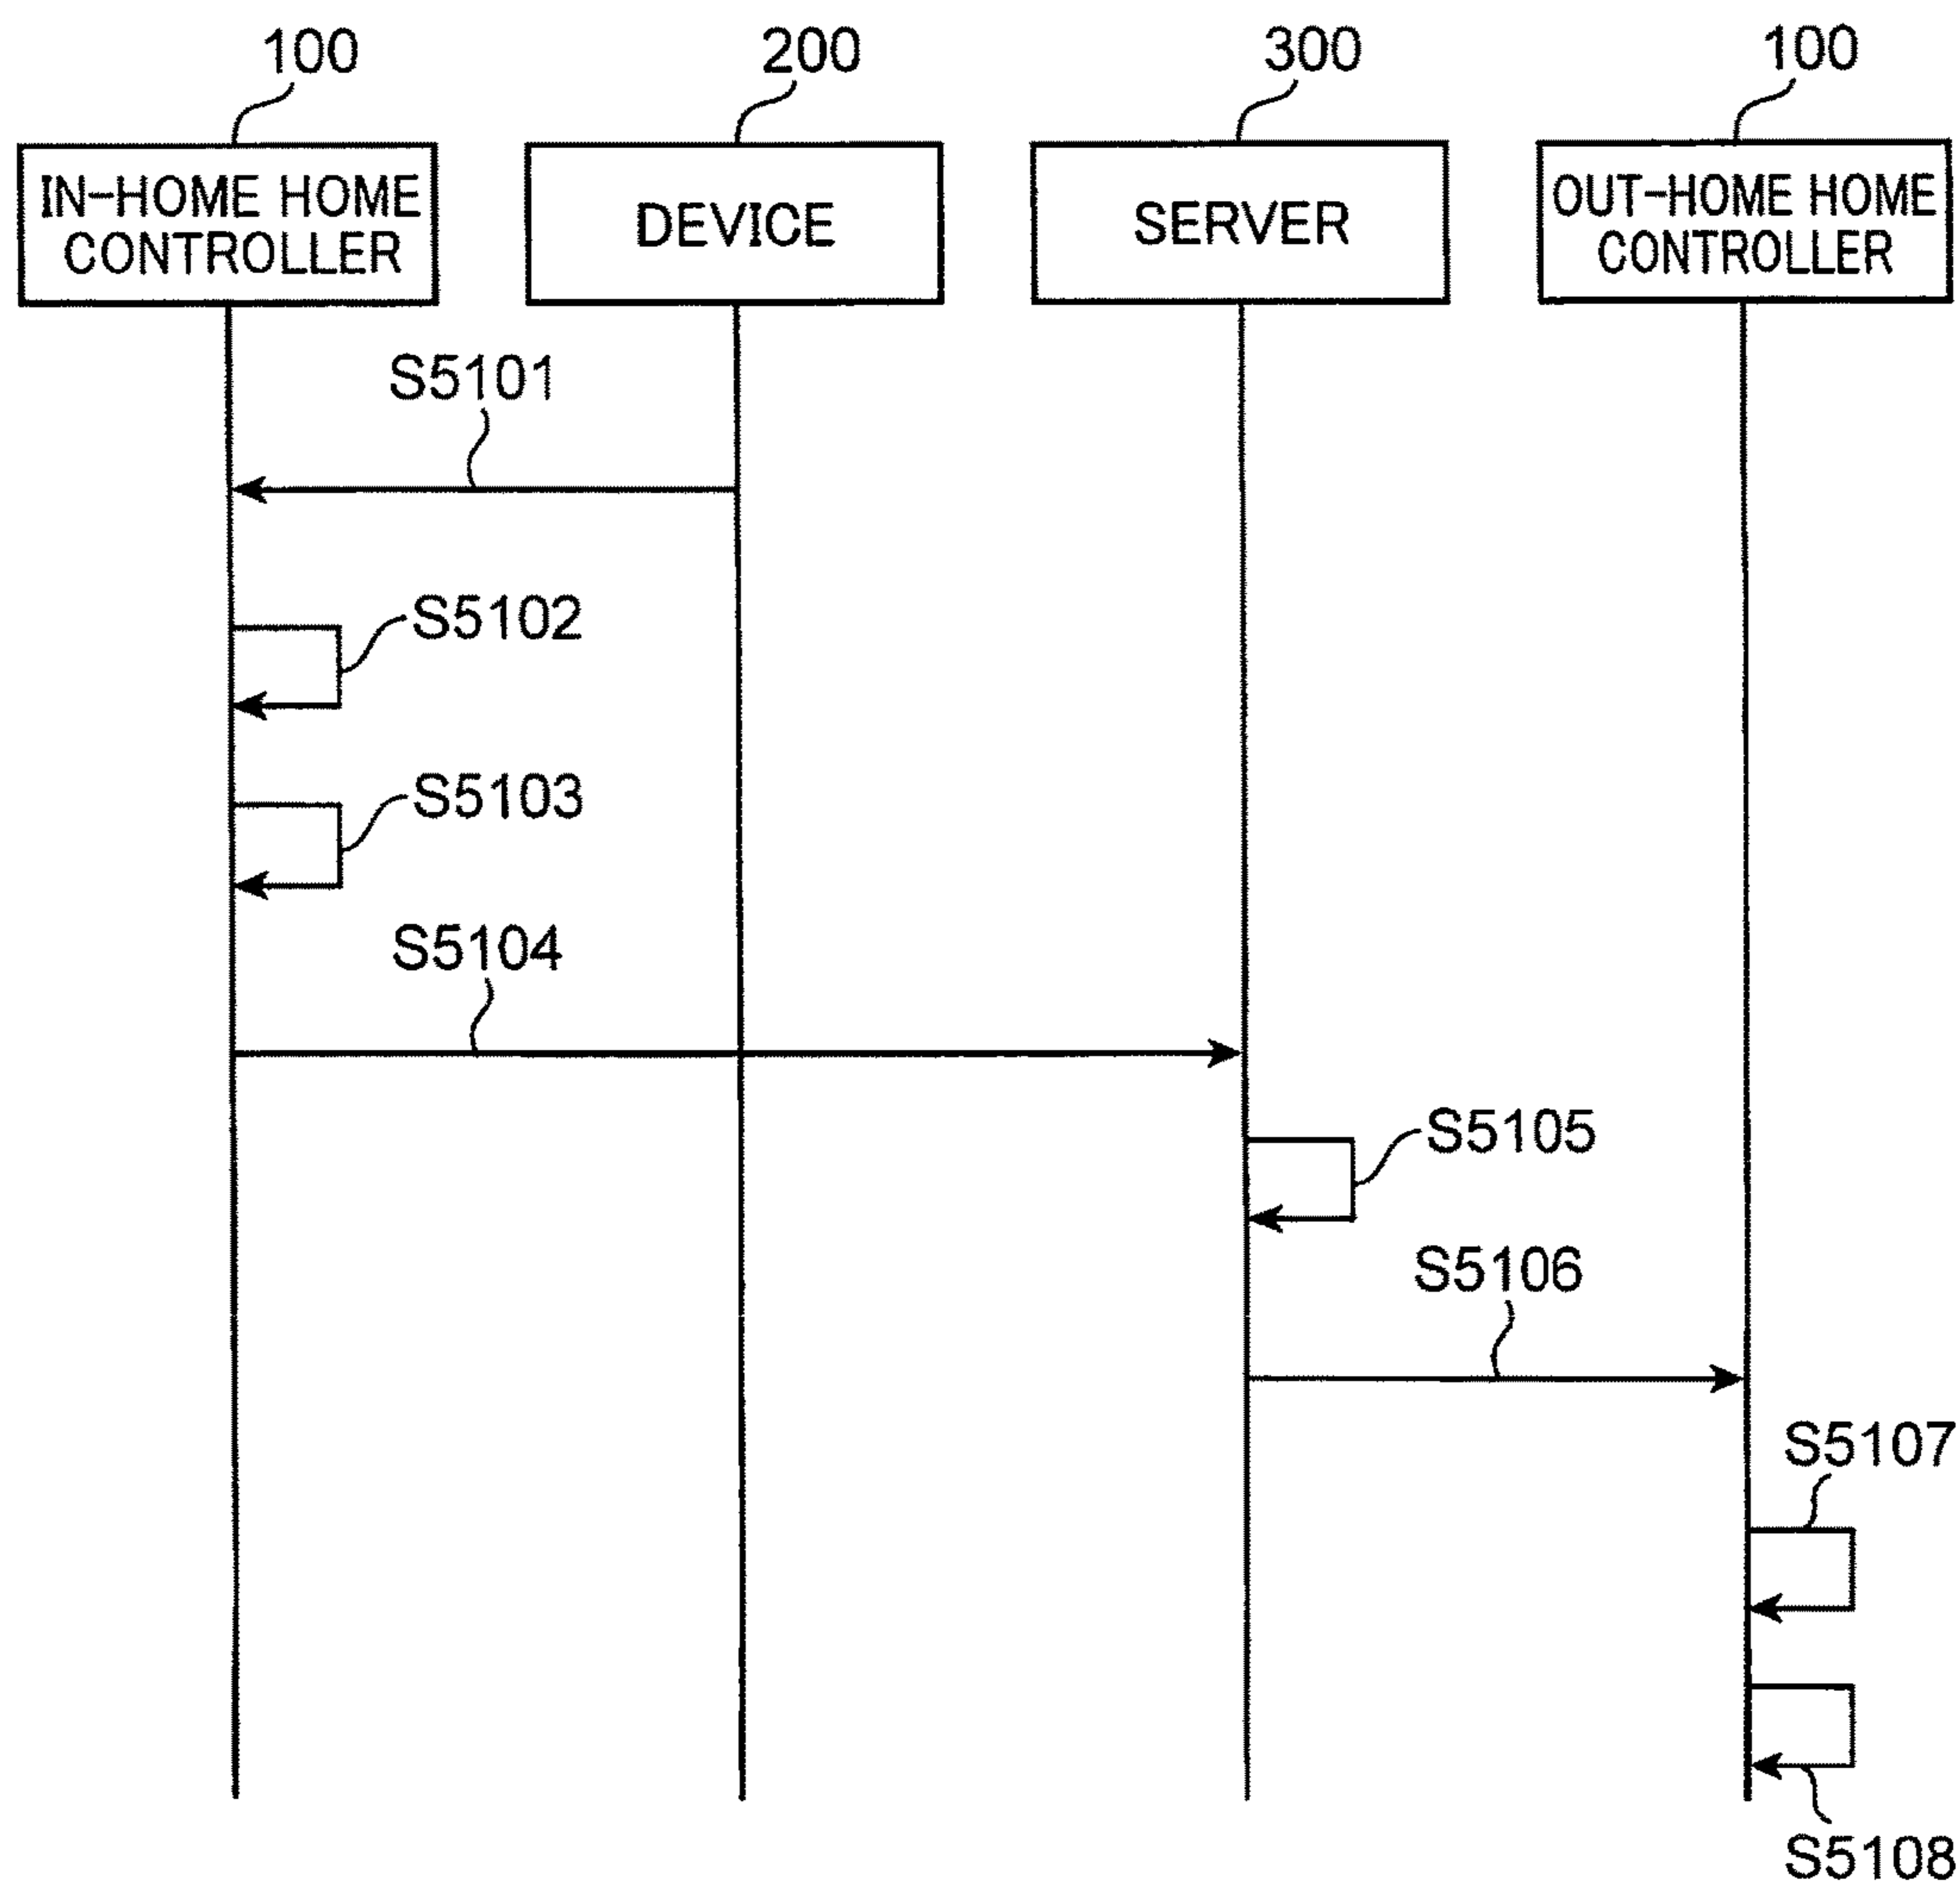 100
200
300
100
IN-HOME HOME
CONTROLLER
DEVICE
SERVER
OUT-HOME HOME
CONTROLLER
S5101
S5102
S5103
S5104
S5105
S5106
S5107
S5108